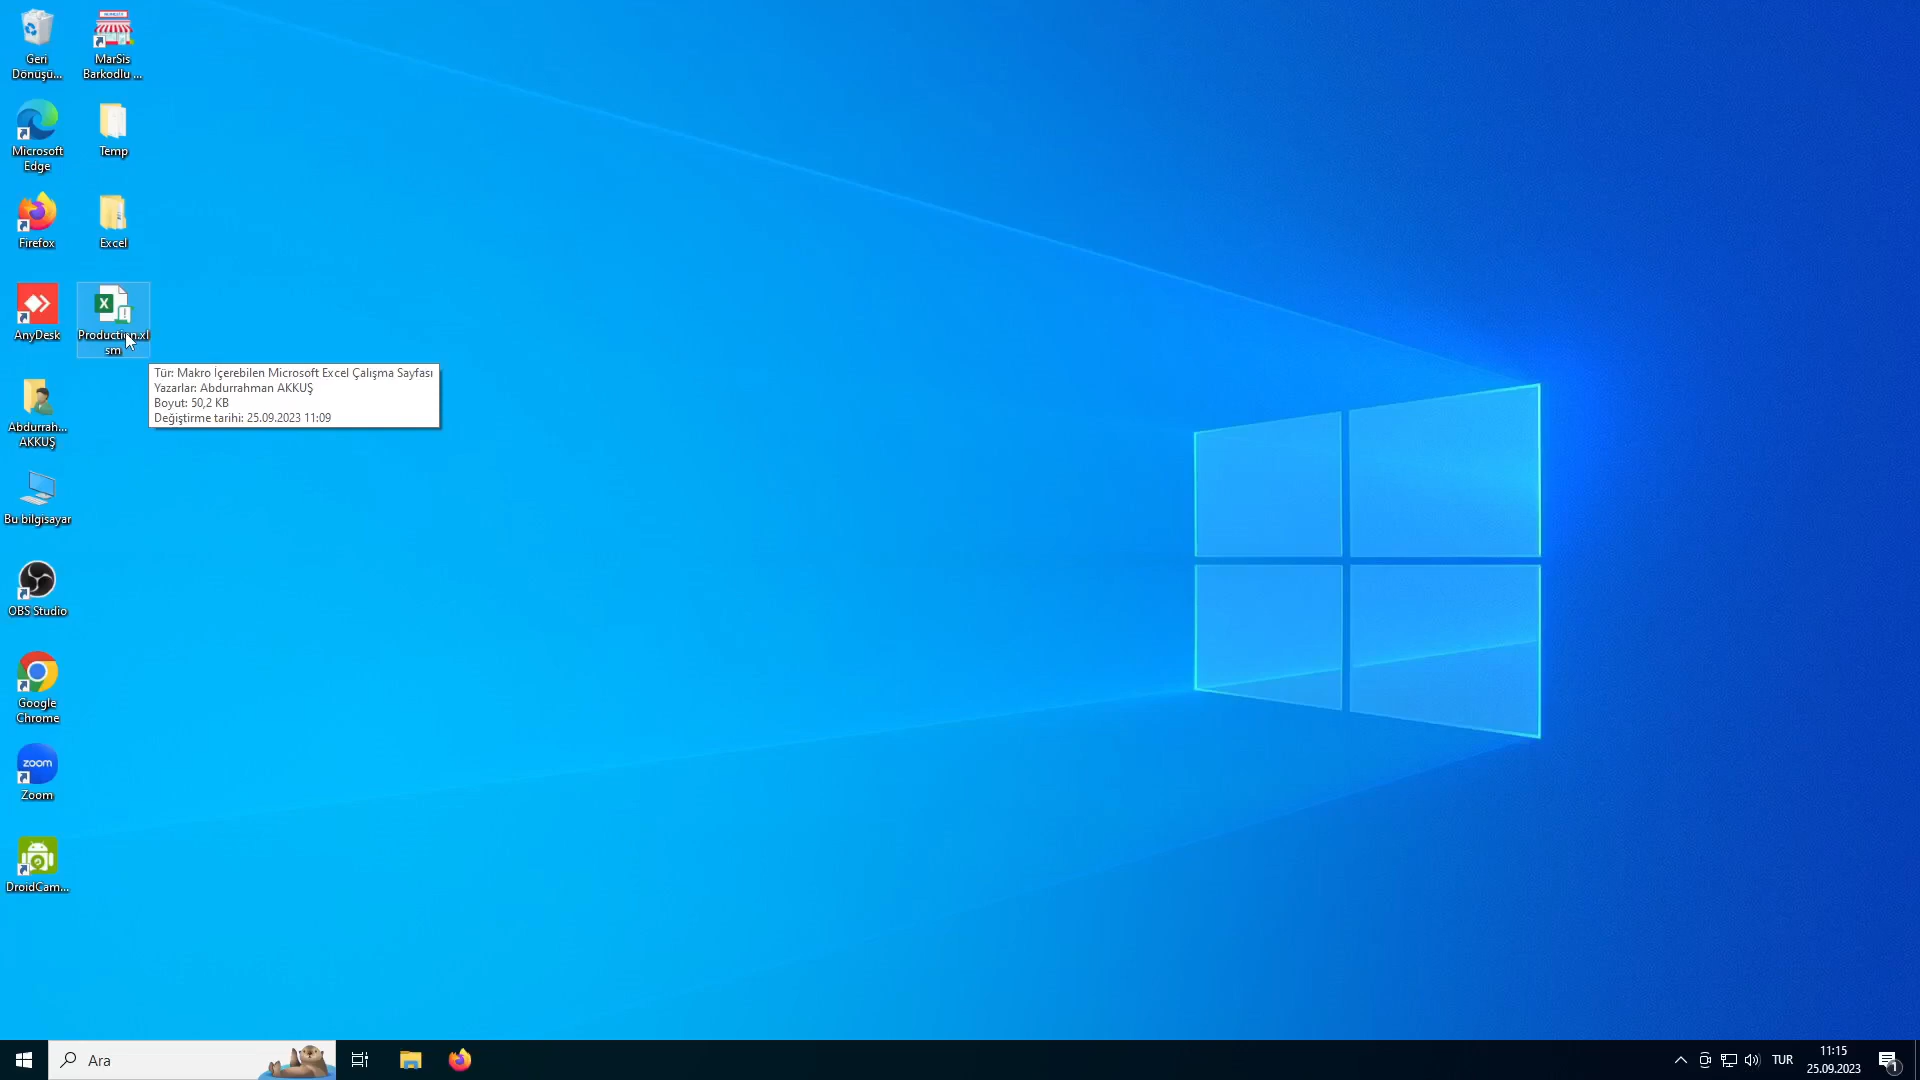 Geri
Dönüşü...
MarSis
Barkodlu ...
Microsoft
Edge
Temp
Firefox
Excel
AnyDesk
Production.xl
sm
Tür: Makro İçerebilen Microsoft Excel Çalışma Sayfası
Yazarlar: Abdurrahman AKKUŞ
Boyut: 50,2 KB
Değiştirme tarihi: 25.09.2023 11:09
Abdurrah...
AKKUŞ
Bu bilgisayar
OBS Studio
Google
Chrome
zoom
Zoom
DroidCam...
Ara
TUR
11:15
25.09.2023
1